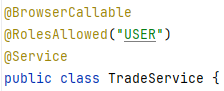 @BrowserCallable
@RolesAllowed("USER")
@Service
public class TradeService {